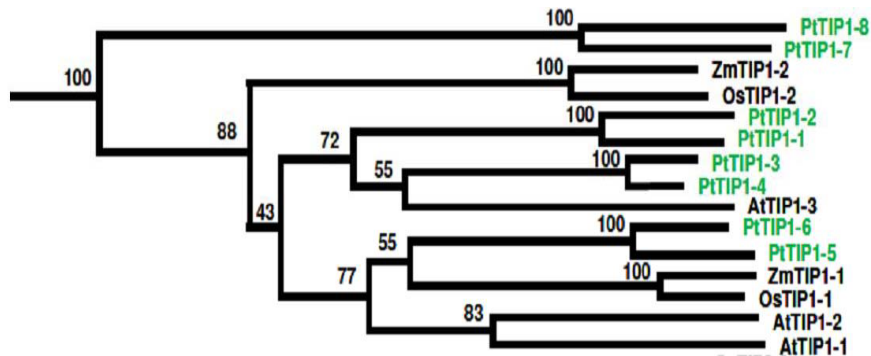 100
PtTIP1-8
PtTIP1-7
100
100
ZmTIP1-2
OsTIP1-2
88
100
PtTIP1-2
PtTIP1-1
72
100
PtTIP1-3
PtTIP1-4
55
AtTIP1-3
43
100
PtTIP1-6
PtTIP1-5
55
100
ZmTIP1-1
OsTIP1-1
77
83
AtTIP1-2
AtTIP1-1